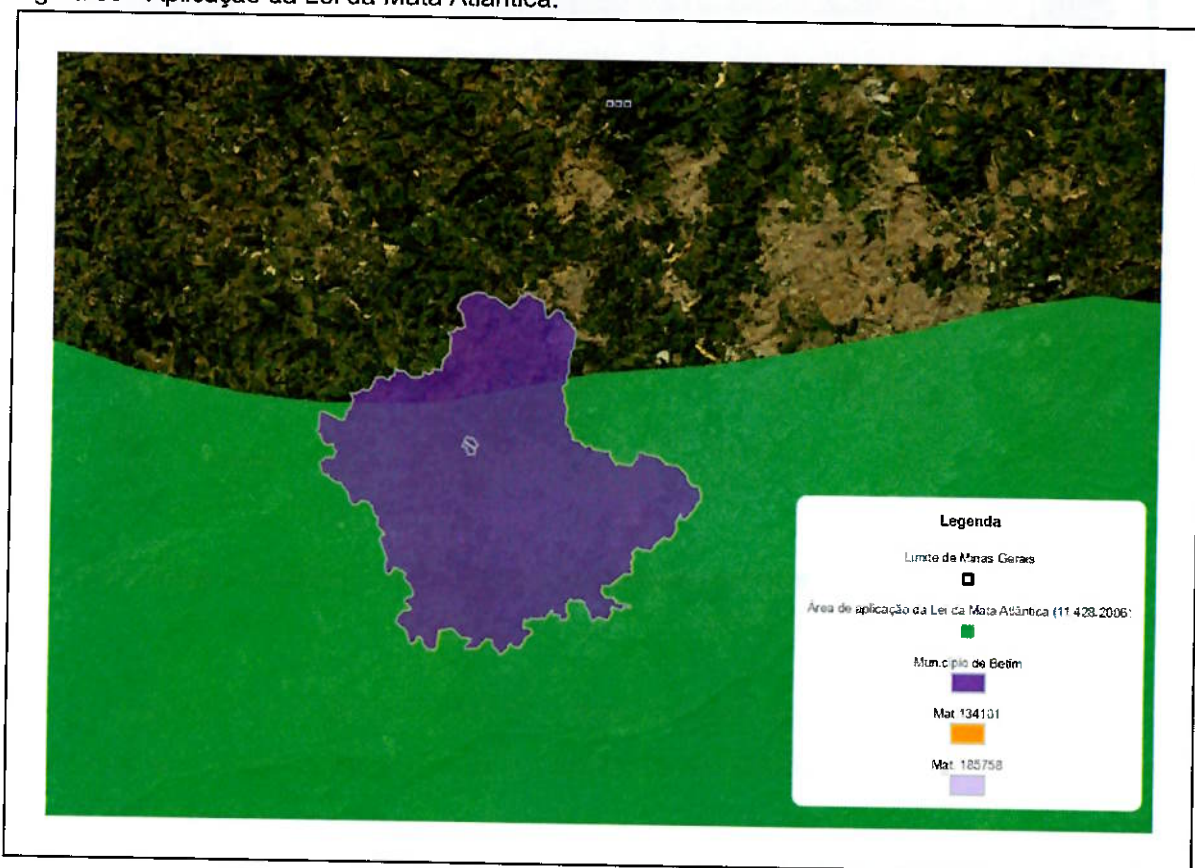 Aplicação da Lei da Mata Atlântica.
Legenda
Limite de Minas Gerais
Área de aplicação da Lei da Mata Atlântica (11.428-2006)
Município de Betim
Mat 134101
Mat. 185758